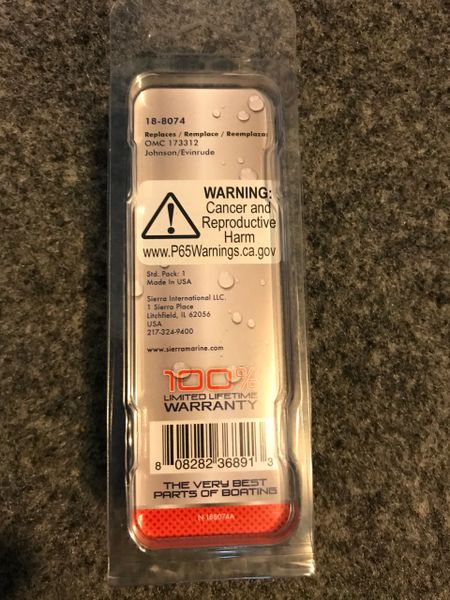 18-8074
Replaces / Remplace / Reemplazar
OMC 173312
Johnson/Evinrude
WARNING:
Cancer and
Reproductive
Harm
www.P65Warnings.ca.gov
Std. Pack: 1
Made In USA
Sierra International LLC.
1 Sierra Place
Litchfield, IL 62056
USA
217-324-9400
www.sierramarine.com
100%
LIMITED LIFETIME
WARRANTY
8 08282 36891 3
THE VERY BEST
PARTS OF BOATING
N-188074A